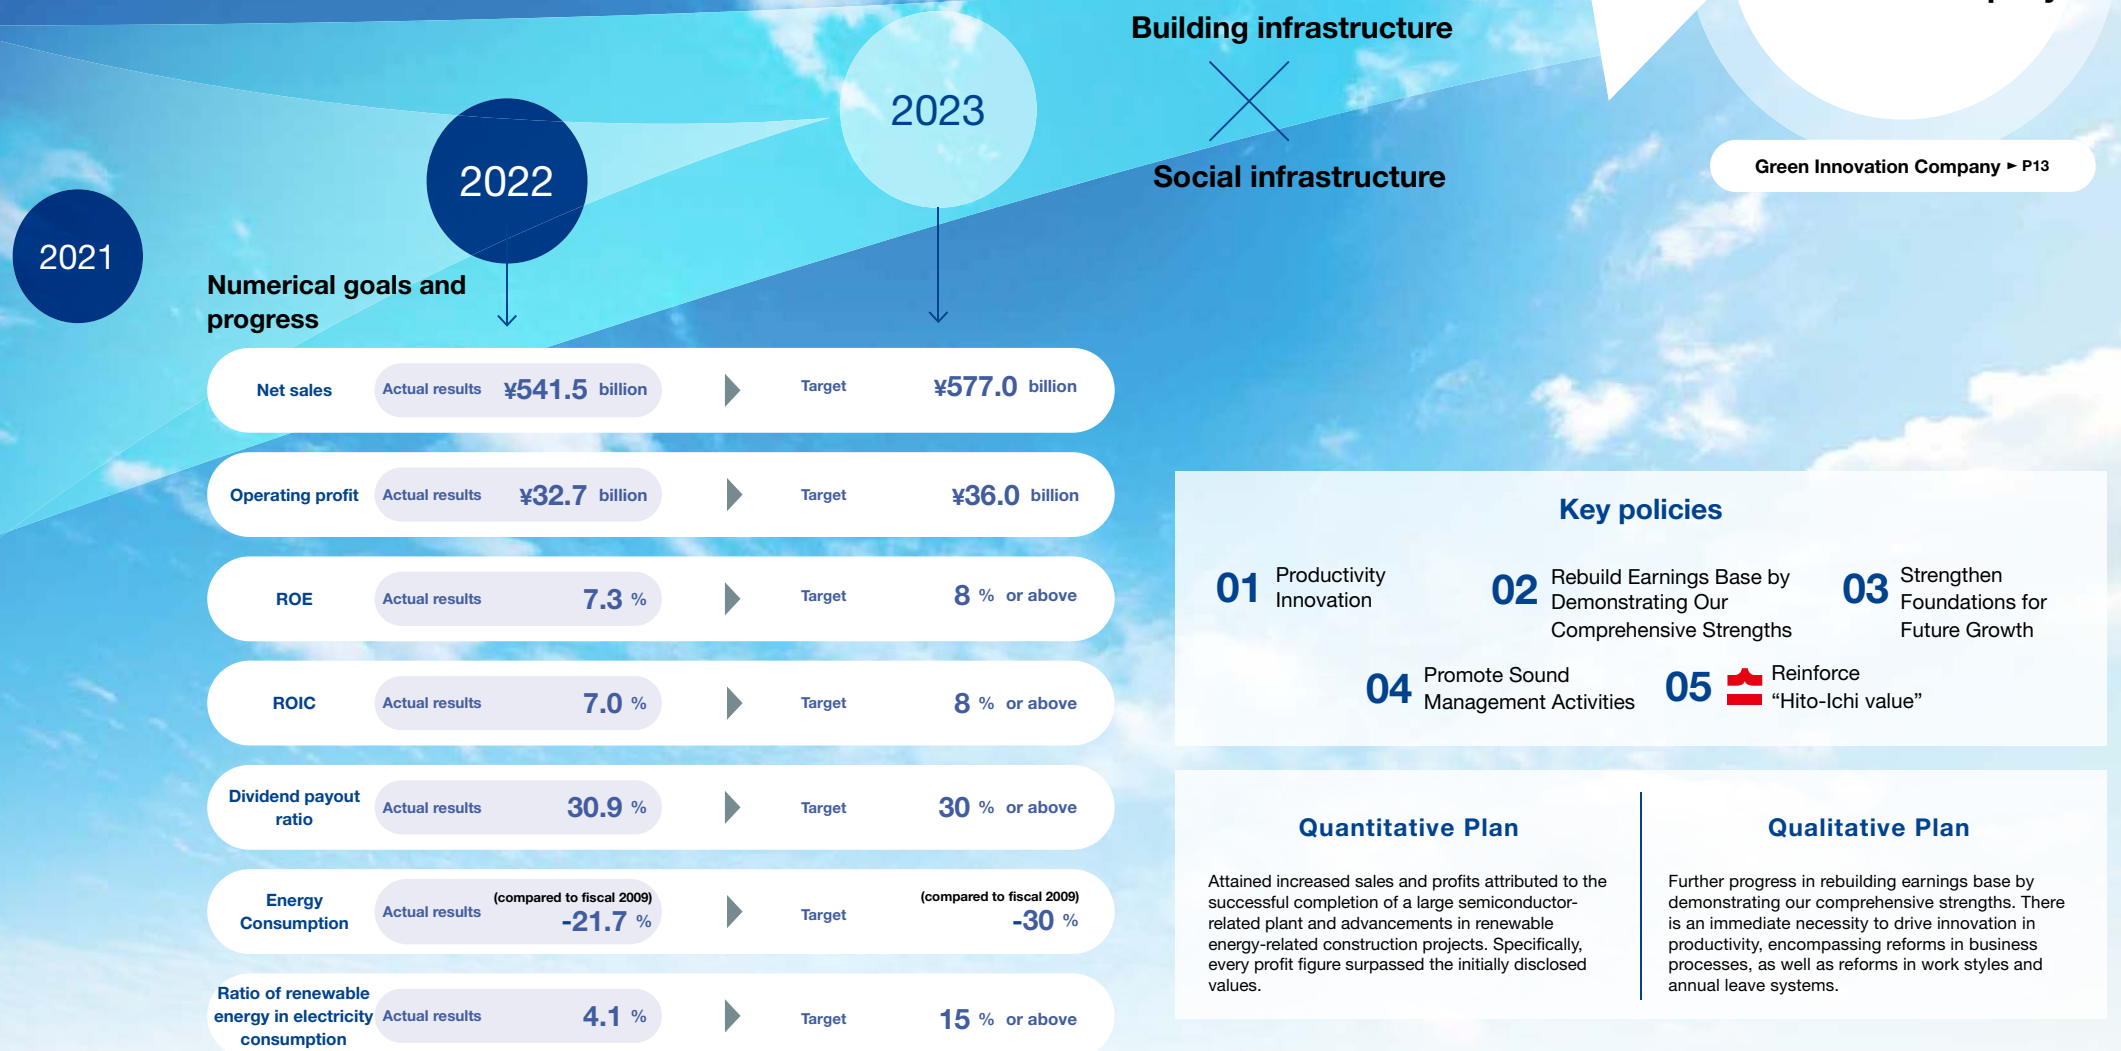 Building infrastructure
Social infrastructure
Green Innovation Company ► P13
2021
2022
2023
Numerical goals and
progress
Net sales Actual results ¥541.5 billion Target ¥577.0 billion
Operating profit Actual results ¥32.7 billion Target ¥36.0 billion
ROE Actual results 7.3 % Target 8 % or above
ROIC Actual results 7.0 % Target 8 % or above
Dividend payout
ratio
Actual results 30.9 % Target 30 % or above
Energy
Consumption
Actual results
(compared to fiscal 2009)
-21.7 %
Target
(compared to fiscal 2009)
-30 %
Ratio of renewable
energy in electricity
consumption
Actual results 4.1 % Target 15 % or above
Key policies
01 Productivity
Innovation
02 Rebuild Earnings Base by
Demonstrating Our
Comprehensive Strengths
03 Strengthen
Foundations for
Future Growth
04 Promote Sound
Management Activities
05 Reinforce
“Hito-Ichi value”
Quantitative Plan
Attained increased sales and profits attributed to the
successful completion of a large semiconductor-
related plant and advancements in renewable
energy-related construction projects. Specifically,
every profit figure surpassed the initially disclosed
values.
Qualitative Plan
Further progress in rebuilding earnings base by
demonstrating our comprehensive strengths. There
is an immediate necessity to drive innovation in
productivity, encompassing reforms in business
processes, as well as reforms in work styles and
annual leave systems.